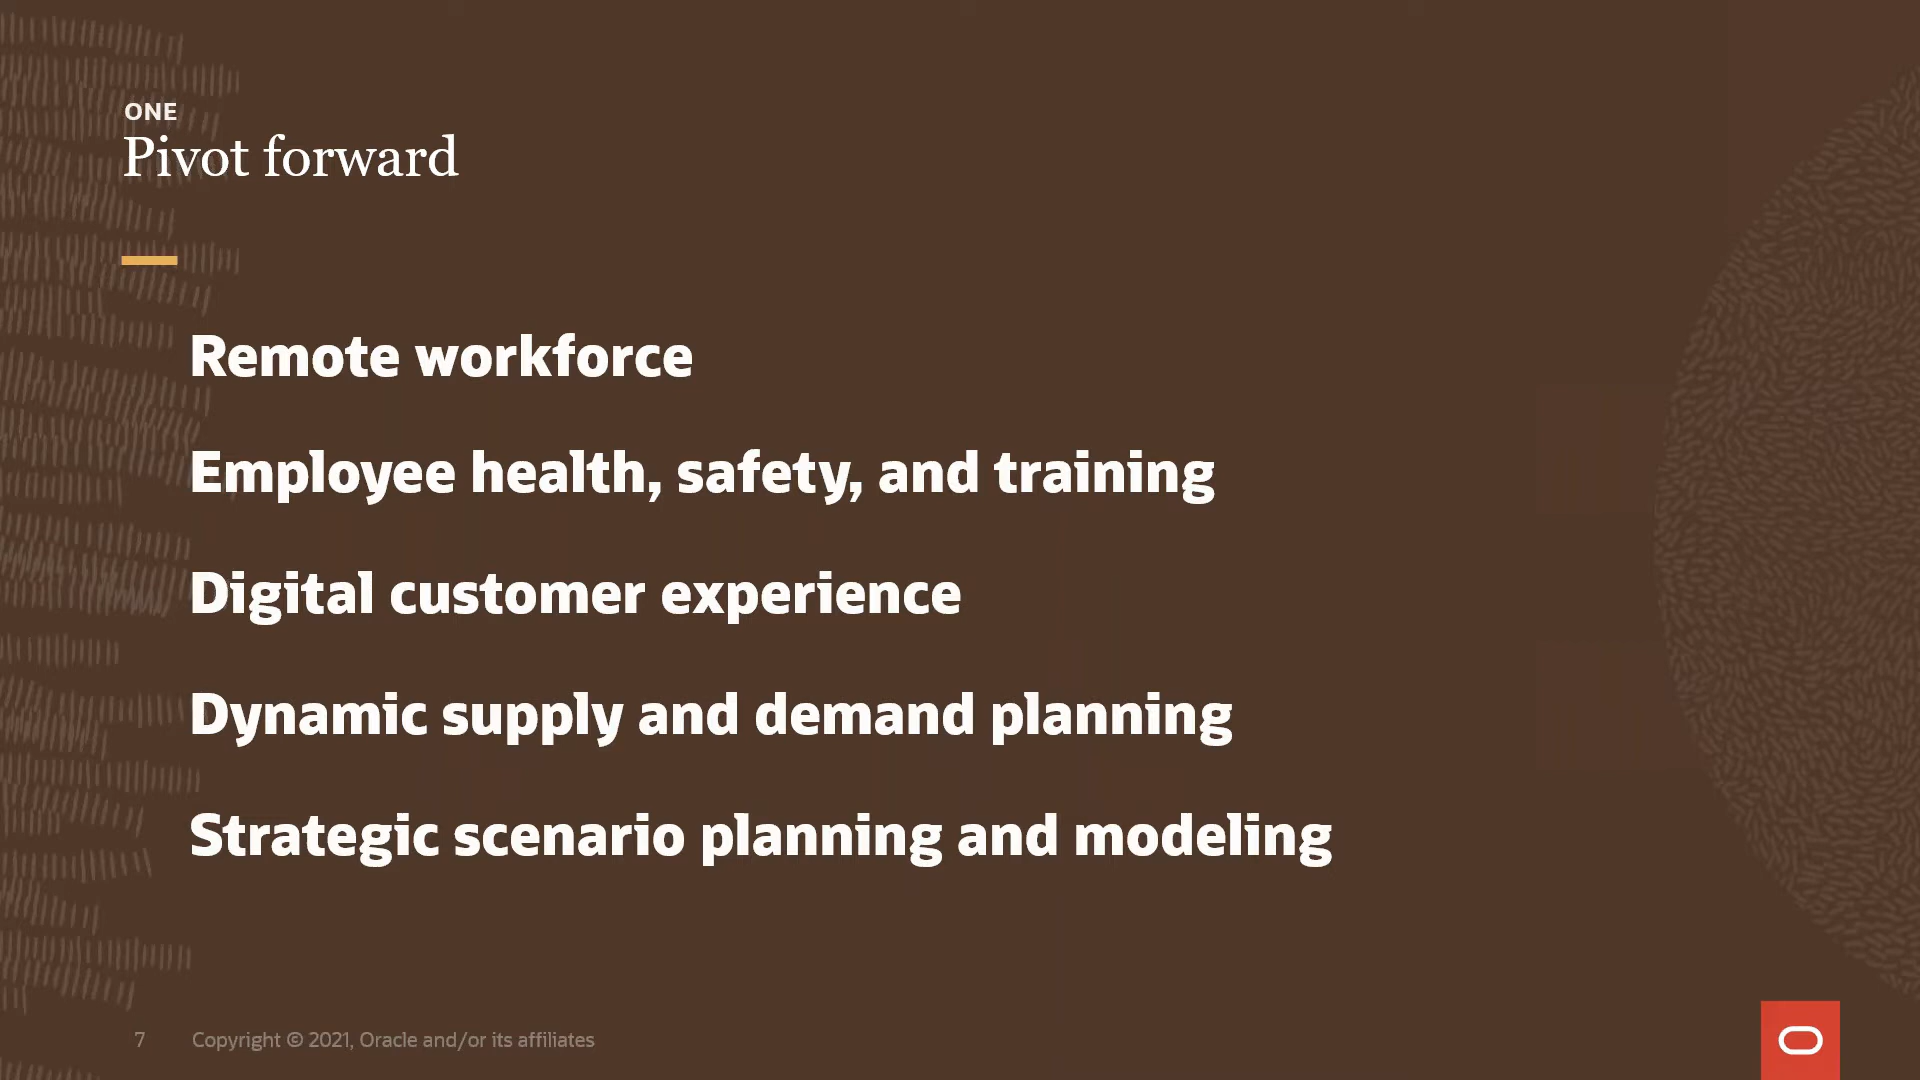 ONE
Pivot forward
Remote workforce
Employee health, safety, and training
Digital customer experience
Dynamic supply and demand planning
Strategic scenario planning and modeling
7 Copyright © 2021, Oracle and/or its affiliates